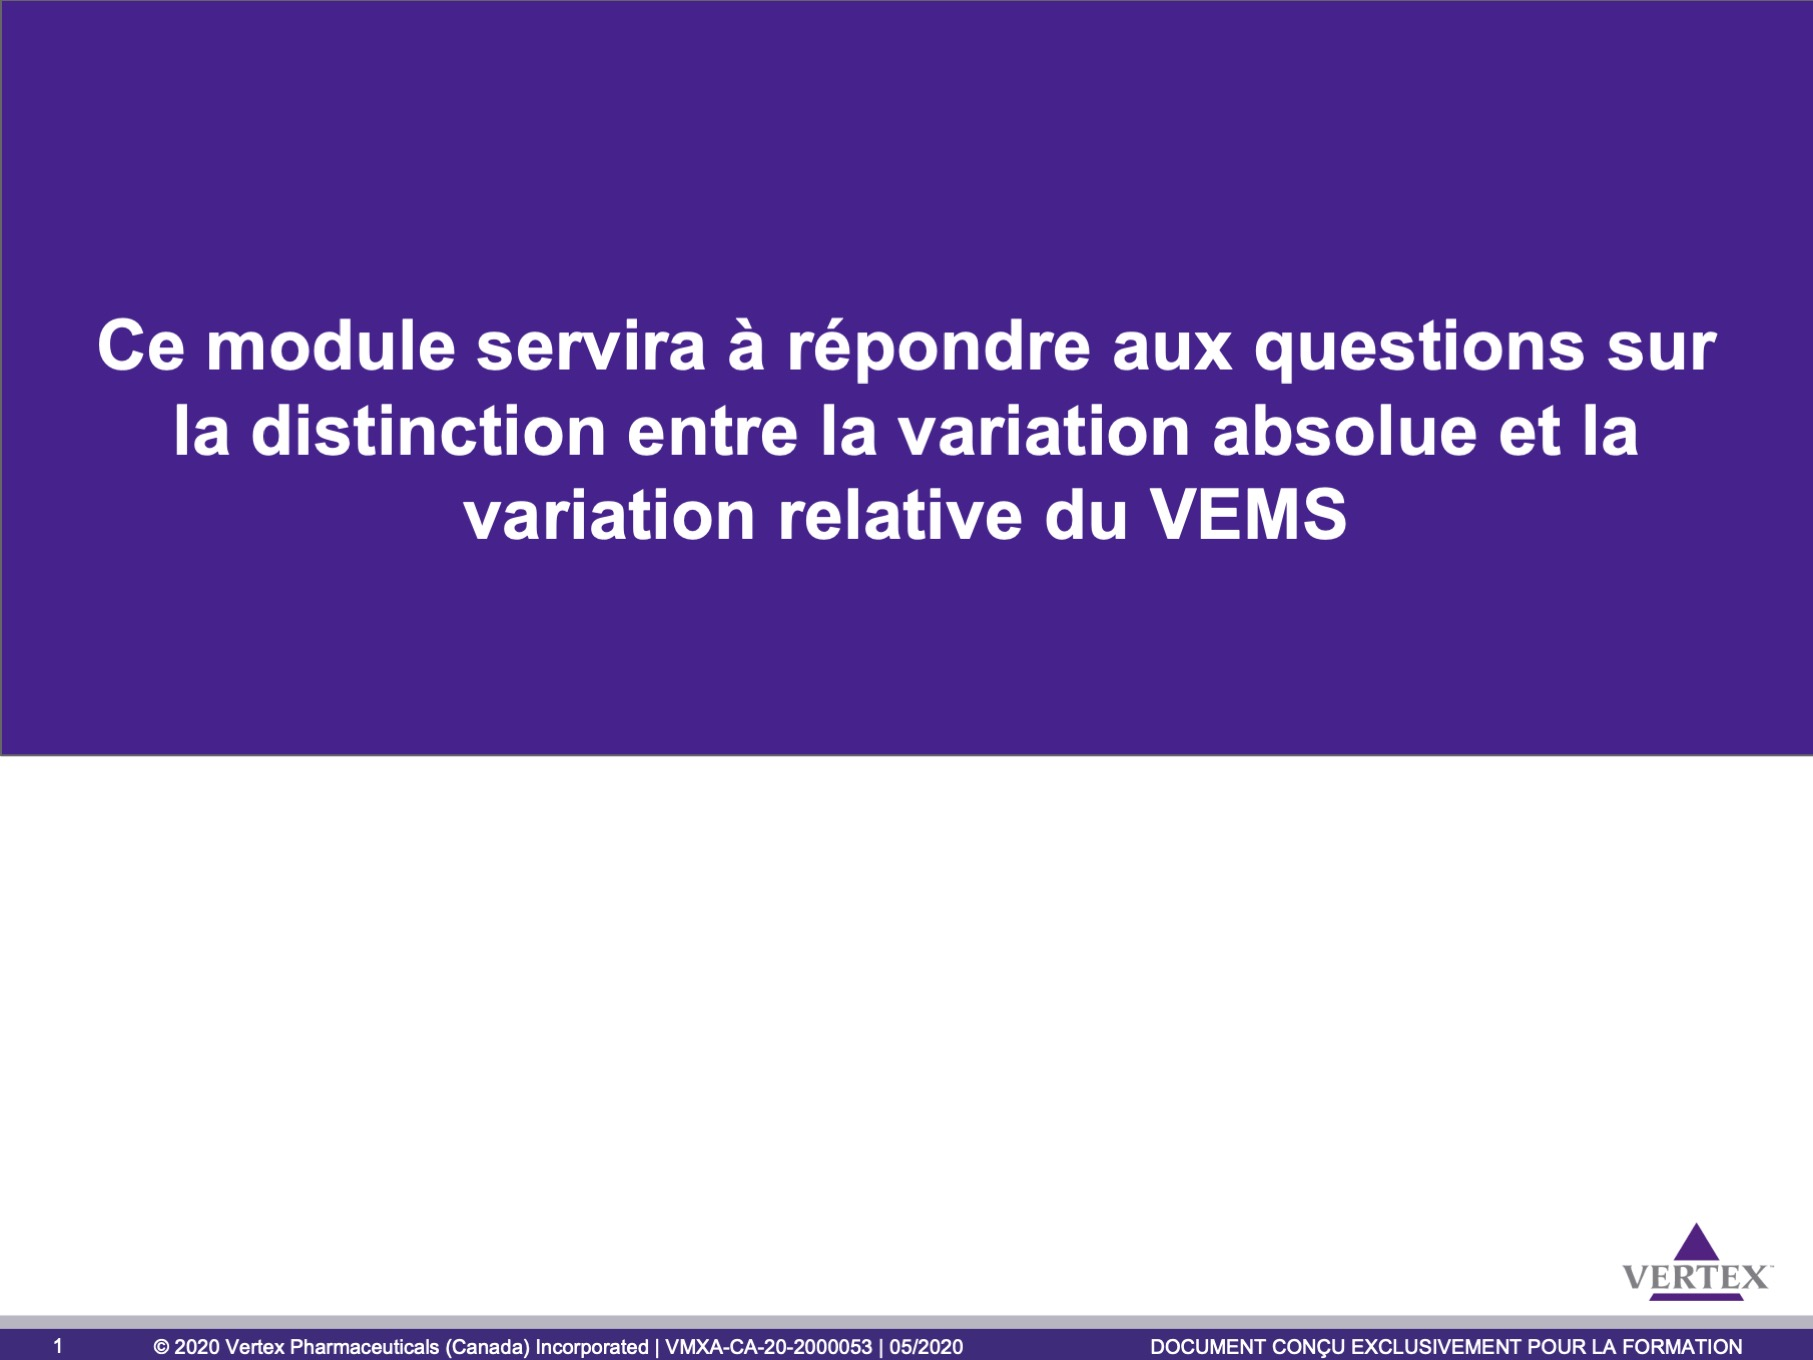 Ce module servira à répondre aux questions sur
la distinction entre la variation absolue et la
variation relative du VEMS
VERTEX™
1 © 2020 Vertex Pharmaceuticals (Canada) Incorporated | VMXA-CA-20-2000053 | 05/2020 DOCUMENT CONÇU EXCLUSIVEMENT POUR LA FORMATION